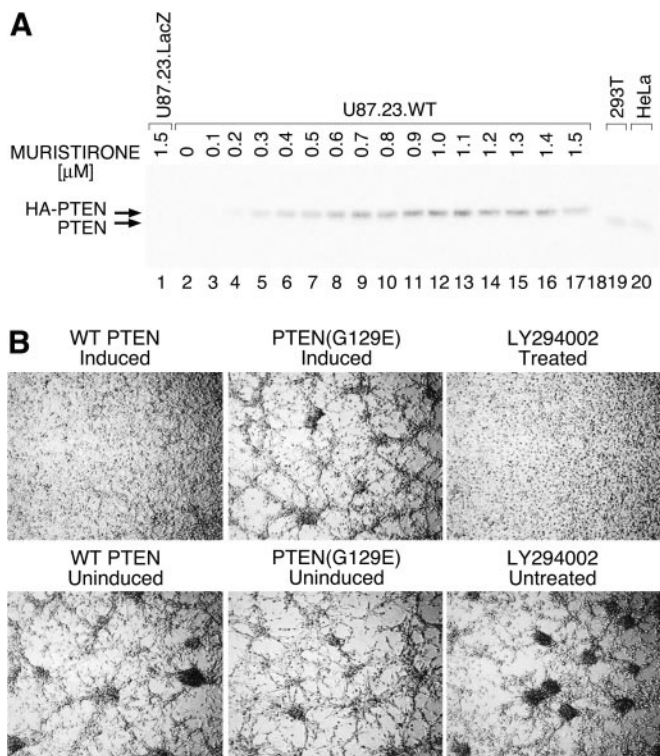 A
U87.23.LacZ
U87.23.WT
293T
HeLa
MURISTIRONE
[μM]
1.5 0 0.1 0.2 0.3 0.4 0.5 0.6 0.7 0.8 0.9 1.0 1.1 1.2 1.3 1.4 1.5
HA-PTEN
PTEN
1 2 3 4 5 6 7 8 9 10 11 12 13 14 15 16 17 18 19 20
B
WT PTEN
Induced
PTEN(G129E)
Induced
LY294002
Treated
WT PTEN
Uninduced
PTEN(G129E)
Uninduced
LY294002
Untreated